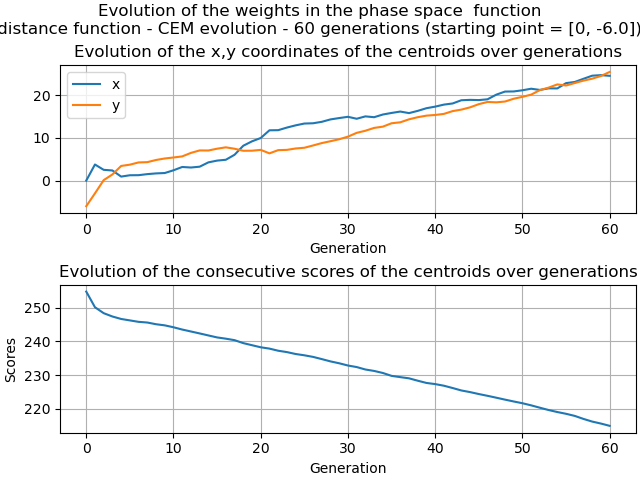 Evolution of the weights in the phase space  function
distance function - CEM evolution - 60 generations (starting point = [0, -6.0])
Evolution of the x,y coordinates of the centroids over generations
x
y
20
10
0
0 10 20 30 40 50 60
Generation
Evolution of the consecutive scores of the centroids over generations
Scores
250
240
230
220
0 10 20 30 40 50 60
Generation